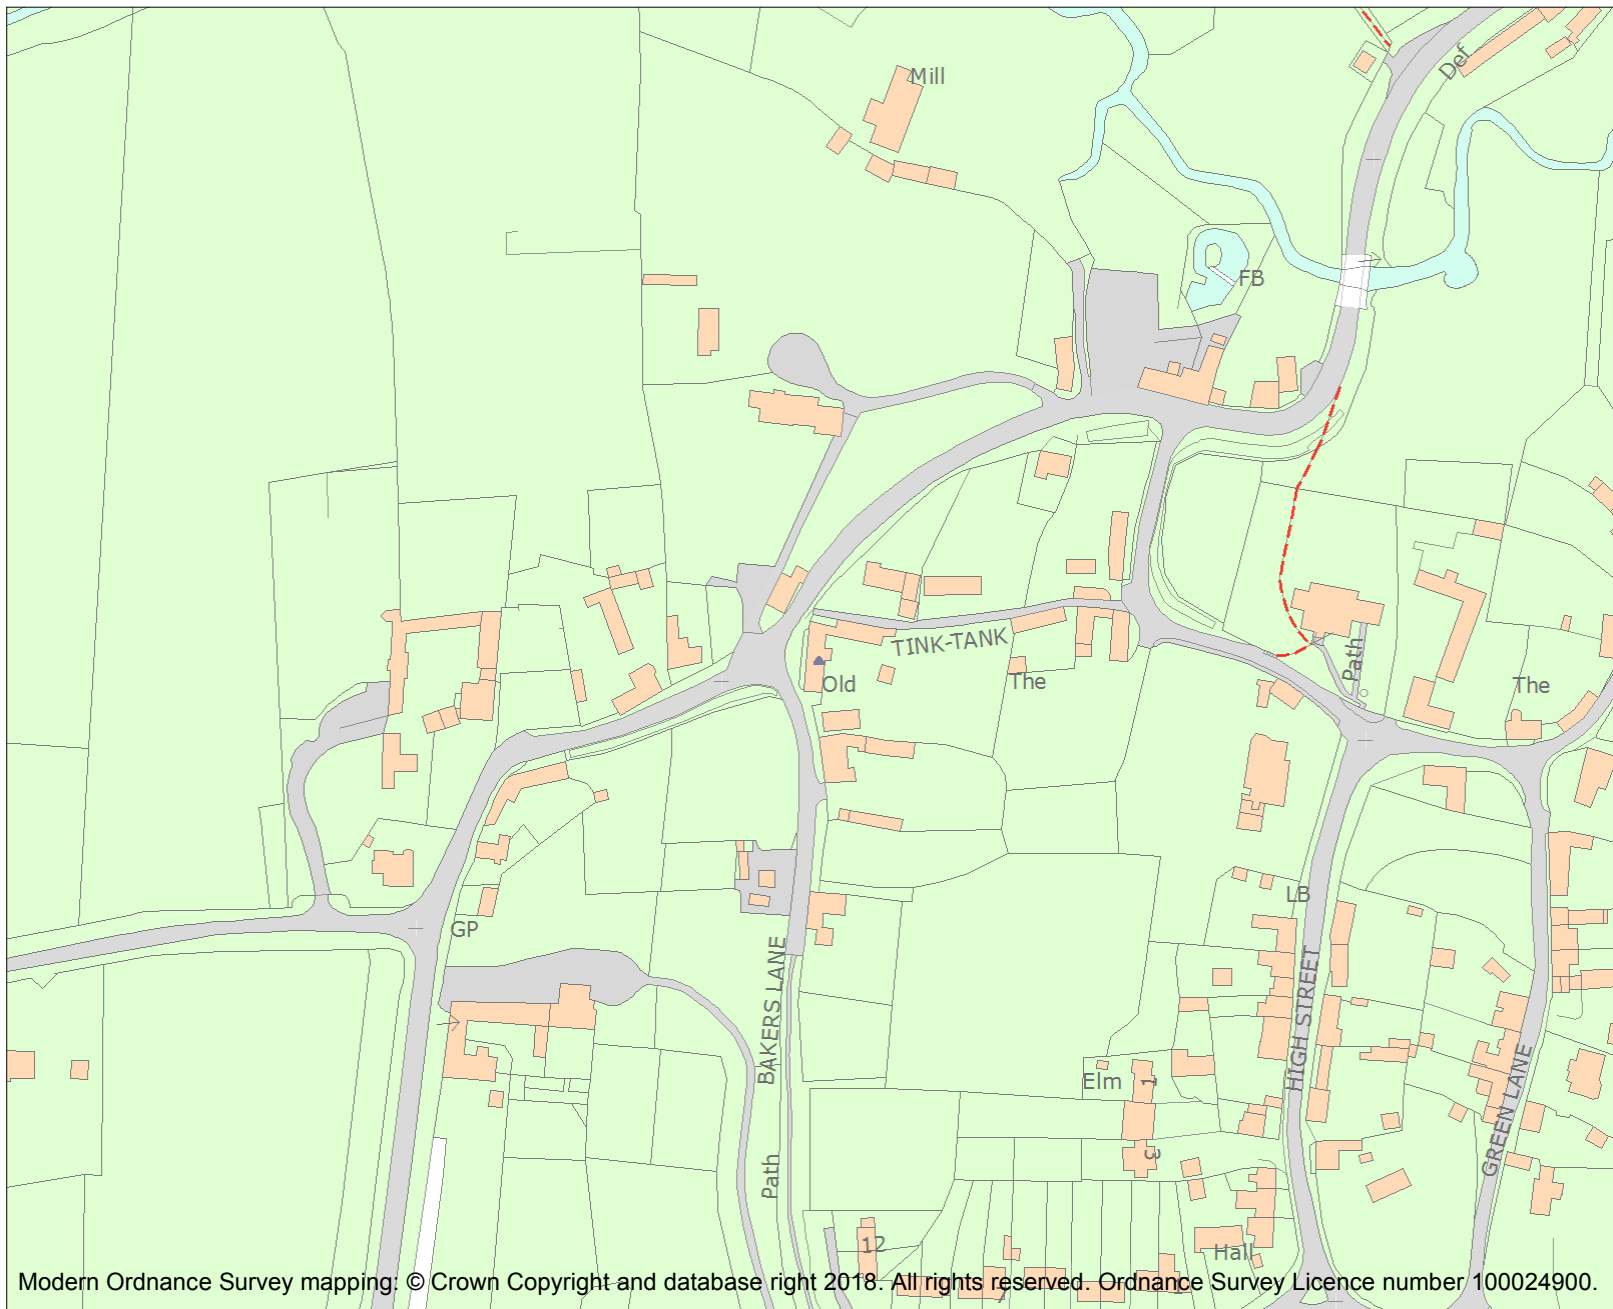 Mill
Def
FB
TINK-TANK
Old
The
Path
The
LB
GP
BAKERS LANE
HIGH STREET
Elm
1
GREEN LANE
3
Path
12
Hall
Modern Ordnance Survey mapping: © Crown Copyright and database right 2018. All rights reserved. Ordnance Survey Licence number 100024900.